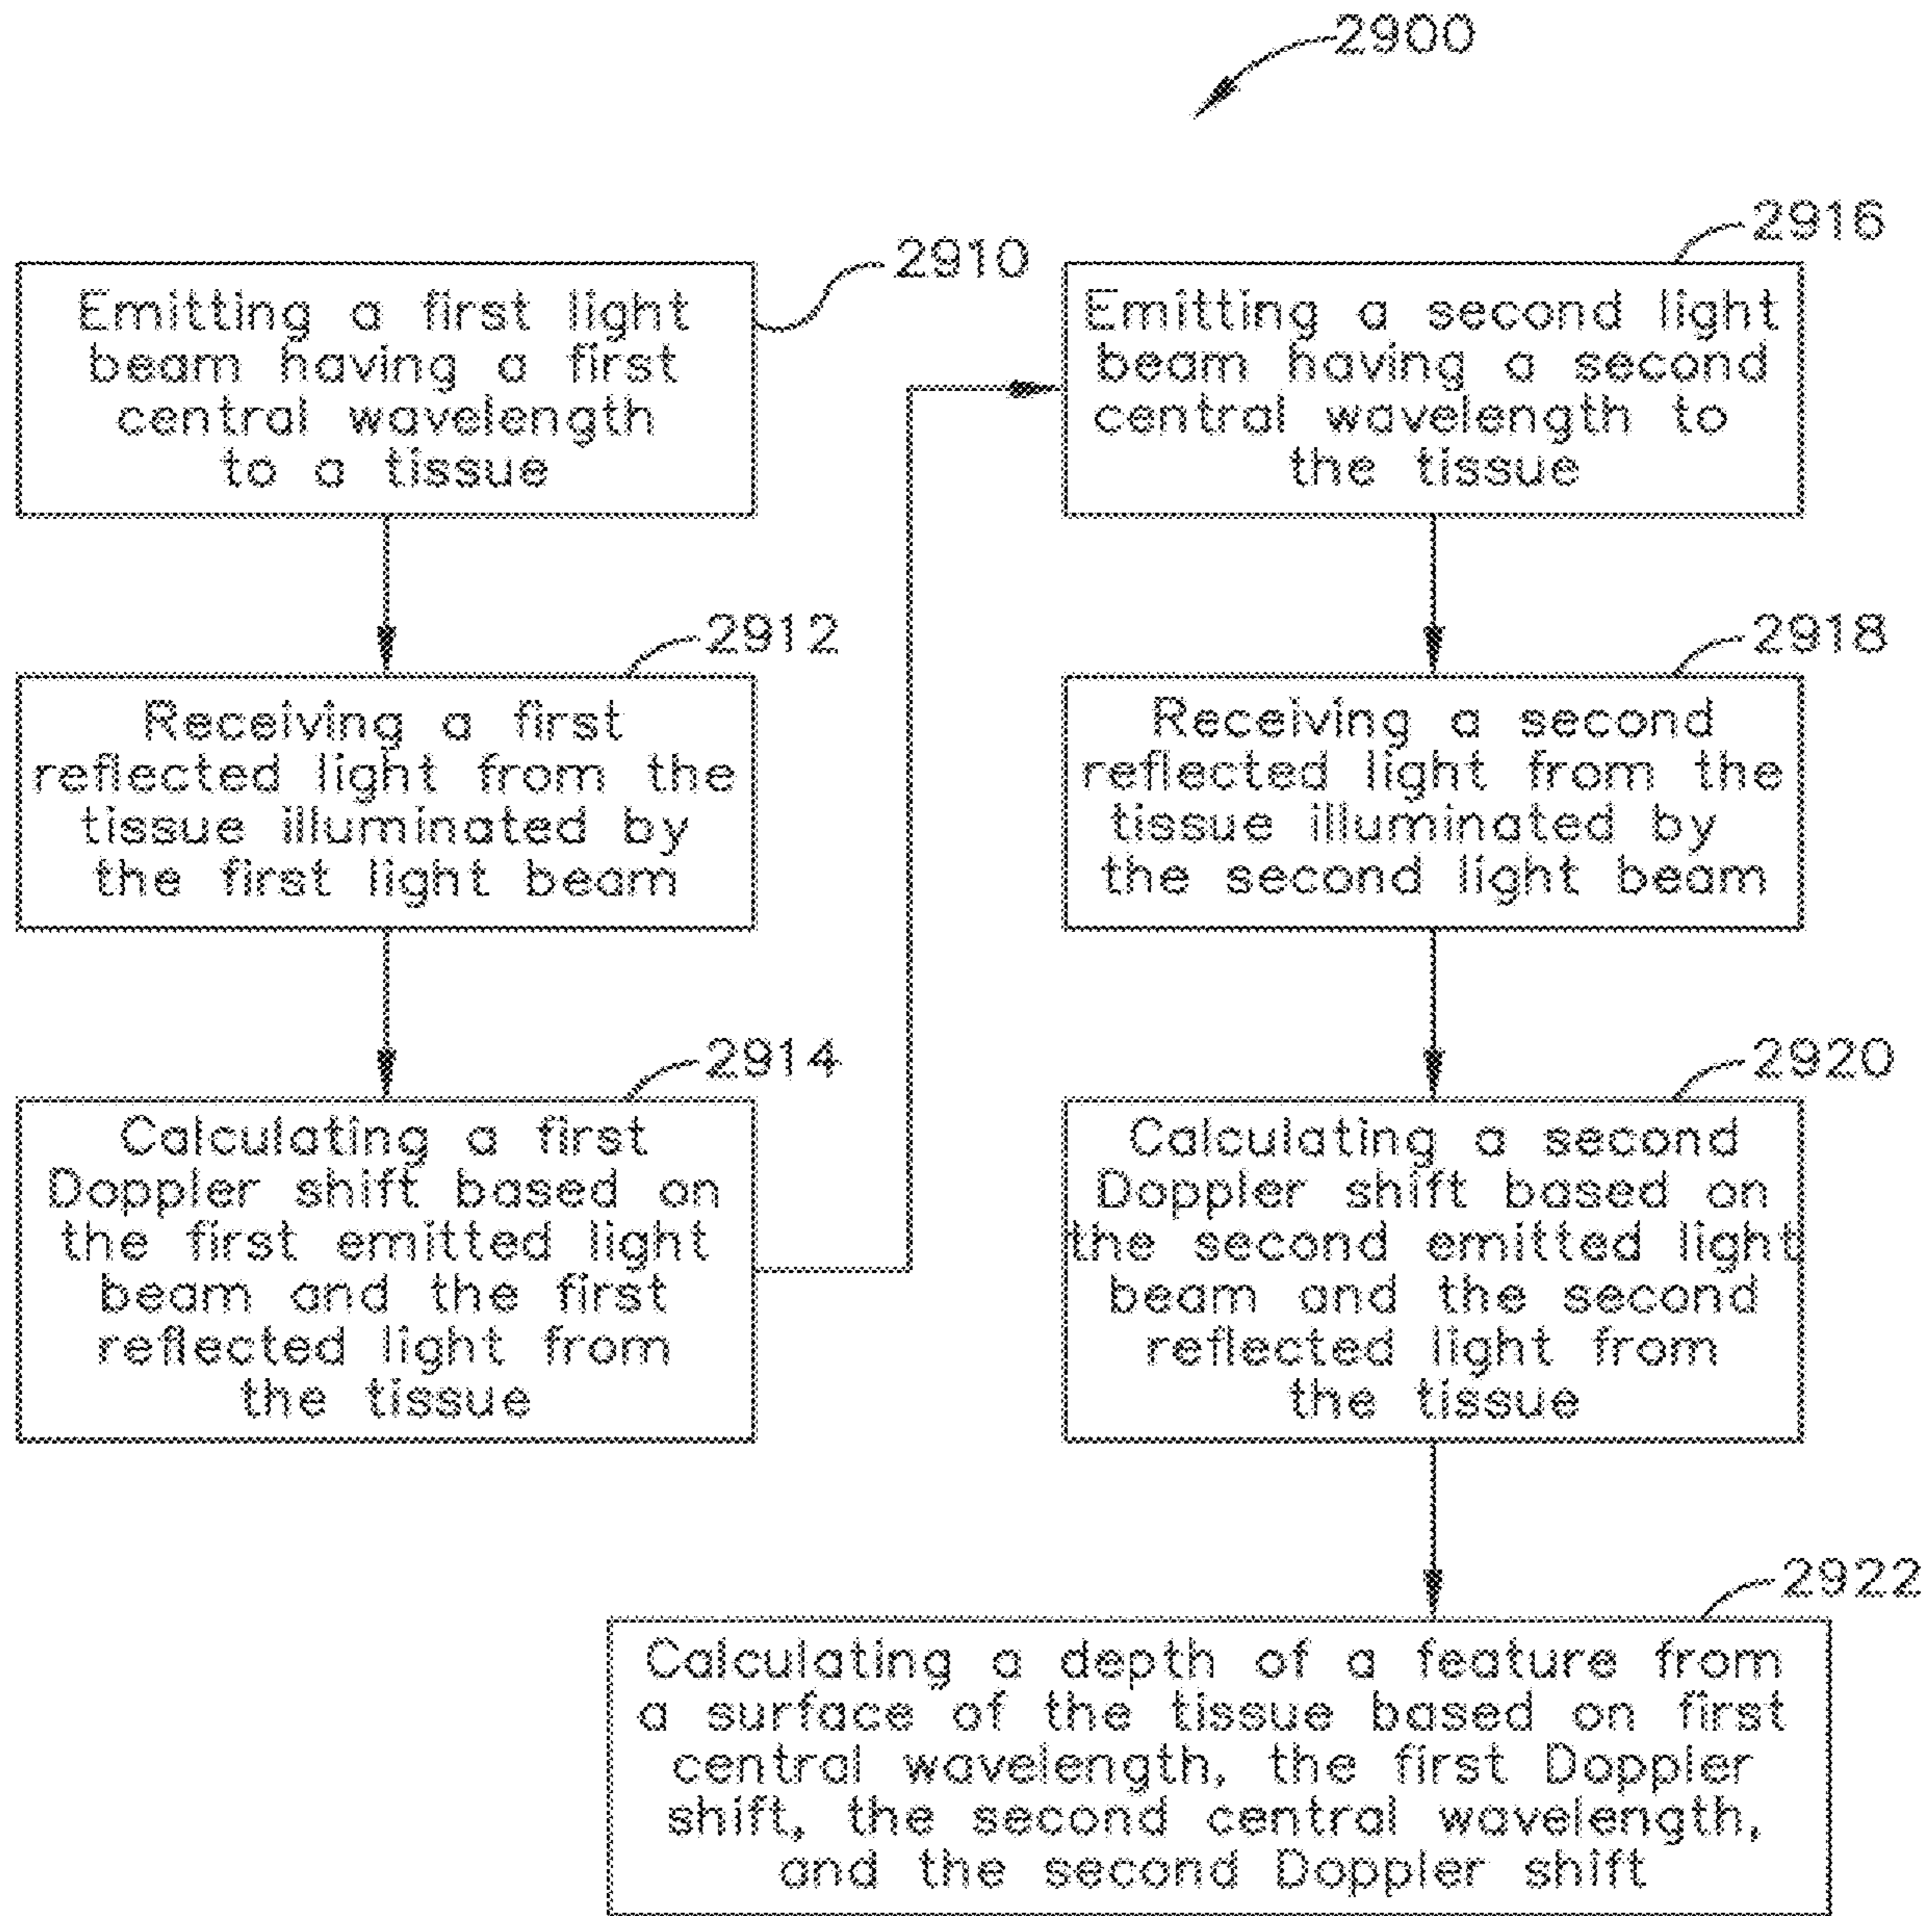 2900
2910
Emitting a first light
beam having a first
central wavelength
to a tissue
2912
Receiving a first
reflected light from the
tissue illuminated by
the first light beam
2914
Calculating a first
Doppler shift based on
the first emitted light
beam and the first
reflected light from
the tissue
2916
Emitting a second light
beam having a second
central wavelength to
the tissue
2918
Receiving a second
reflected light from the
tissue illuminated by
the second light beam
2920
Calculating a second
Doppler shift based on
the second emitted light
beam and the second
reflected light from
the tissue
2922
Calculating a depth of a feature from
a surface of the tissue based on first
central wavelength, the first Doppler
shift, the second central wavelength,
and the second Doppler shift